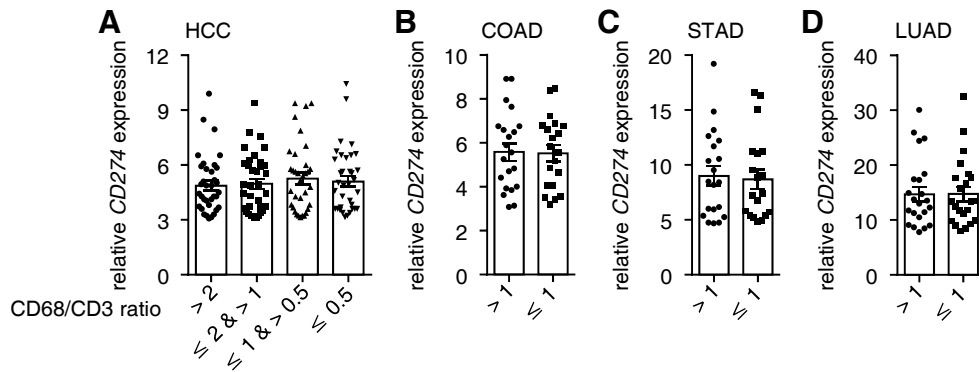 A HCC
relative CD274 expression
12
9
6
3
0
CD68/CD3 ratio
> 2
≤ 2 & > 1
≤ 1 & > 0.5
≤ 0.5
B COAD
relative CD274 expression
10
8
6
4
2
0
> 1
≤ 1
C STAD
relative CD274 expression
20
15
10
5
0
> 1
≤ 1
D LUAD
relative CD274 expression
40
30
20
10
0
> 1
≤ 1